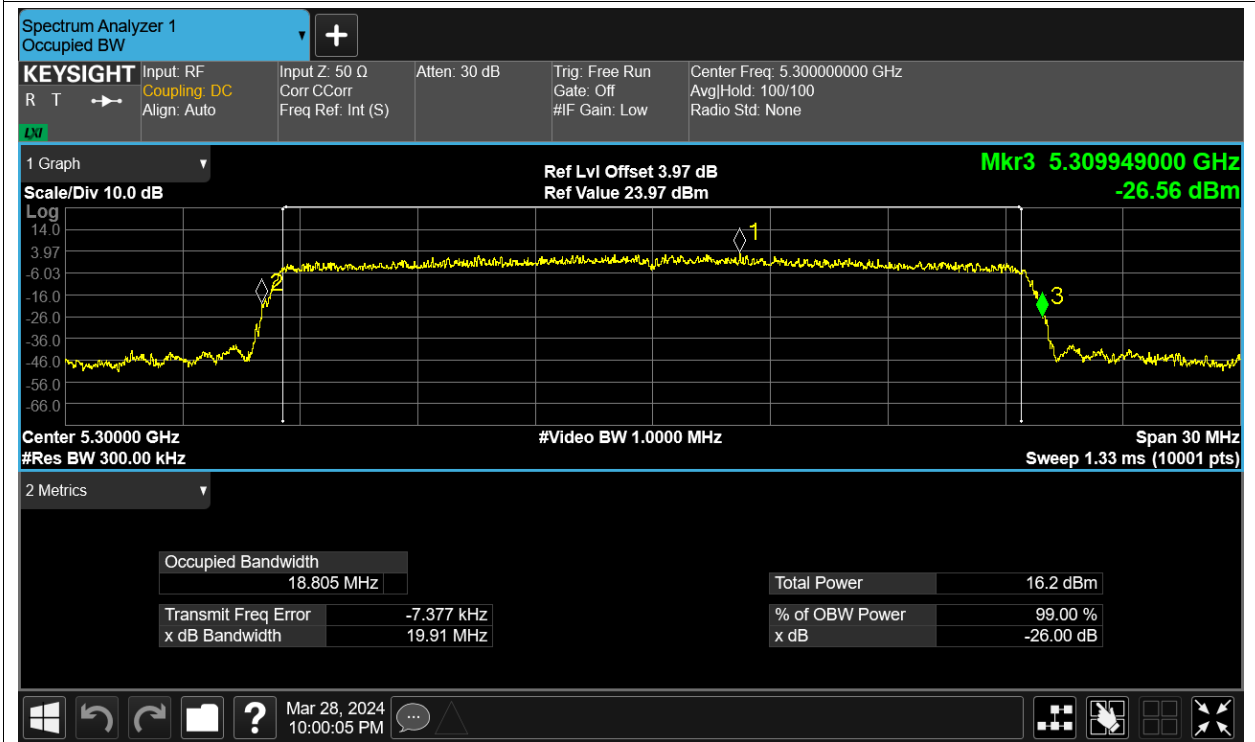 Spectrum Analyzer 1
Occupied BW
KEYSIGHT
R T
LXI
Input: RF
Coupling: DC
Align: Auto
Input Z: 50 Ω
Corr CCorr
Freq Ref: Int (S)
Atten: 30 dB
Trig: Free Run
Gate: Off
#IF Gain: Low
Center Freq: 5.300000000 GHz
Avg|Hold: 100/100
Radio Std: None
1 Graph
Scale/Div 10.0 dB
Ref Lvl Offset 3.97 dB
Ref Value 23.97 dBm
Mkr3 5.309949000 GHz
-26.56 dBm
Log
14.0
3.97
-6.03
-16.0
-26.0
-36.0
-46.0
-56.0
-66.0
1
2
3
Center 5.30000 GHz
#Video BW 1.0000 MHz
Span 30 MHz
#Res BW 300.00 kHz
Sweep 1.33 ms (10001 pts)
2 Metrics
Occupied Bandwidth
18.805 MHz
Transmit Freq Error -7.377 kHz
x dB Bandwidth 19.91 MHz
Total Power 16.2 dBm
% of OBW Power 99.00 %
x dB -26.00 dB
?
Mar 28, 2024
10:00:05 PM